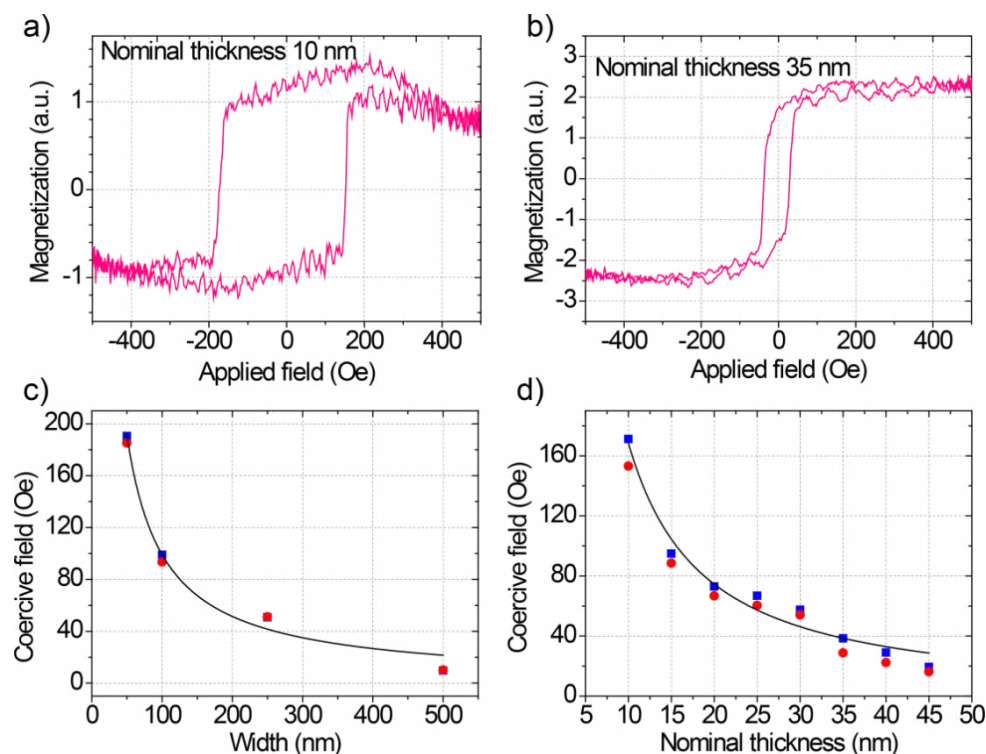 a)
Nominal thickness 10 nm
Magnetization (a.u.)
1
0
-1
-400 -200 0 200 400
Applied field (Oe)
b)
Nominal thickness 35 nm
Magnetization (a.u.)
3
2
1
0
-1
-2
-3
-400 -200 0 200 400
Applied field (Oe)
c)
Coercive field (Oe)
200
160
120
80
40
0
0 100 200 300 400 500
Width (nm)
d)
Coercive field (Oe)
160
120
80
40
0
5 10 15 20 25 30 35 40 45 50
Nominal thickness (nm)